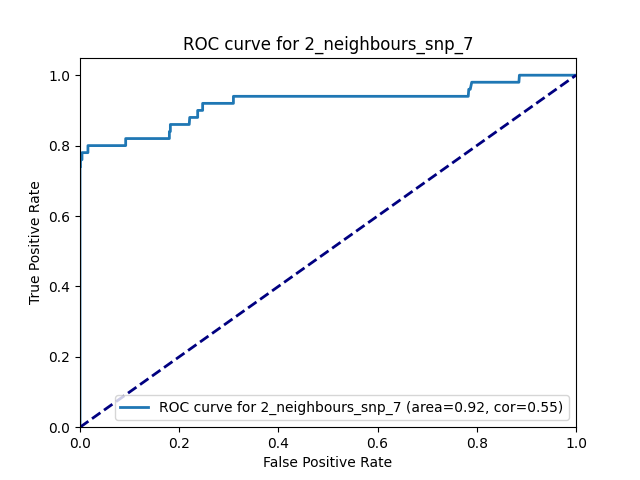 ROC curve for 2_neighbours_snp_7
1.0
0.8
0.6
0.4
0.2
0.0
True Positive Rate
ROC curve for 2_neighbours_snp_7 (area=0.92, cor=0.55)
0.0 0.2 0.4 0.6 0.8 1.0
False Positive Rate